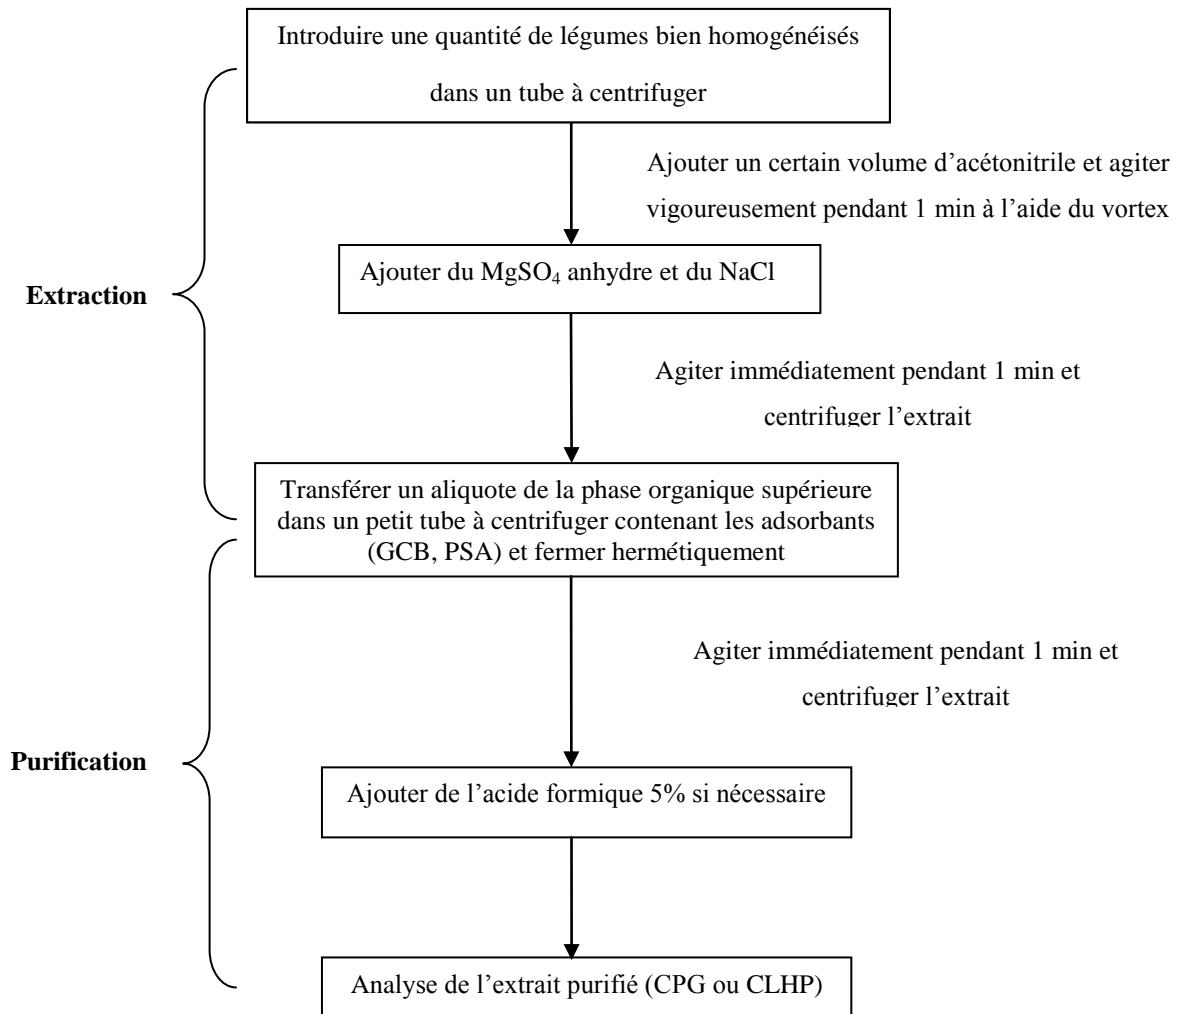 Introduire une quantité de légumes bien homogénéisés
dans un tube à centrifuger
Ajouter un certain volume d’acétonitrile et agiter
vigoureusement pendant 1 min à l’aide du vortex
Ajouter du MgSO₄ anhydre et du NaCl
Extraction
Agiter immédiatement pendant 1 min et
centrifuger l’extrait
Transférer un aliquote de la phase organique supérieure
dans un petit tube à centrifuger contenant les adsorbants
(GCB, PSA) et fermer hermétiquement
Agiter immédiatement pendant 1 min et
centrifuger l’extrait
Purification
Ajouter de l’acide formique 5% si nécessaire
Analyse de l’extrait purifié (CPG ou CLHP)